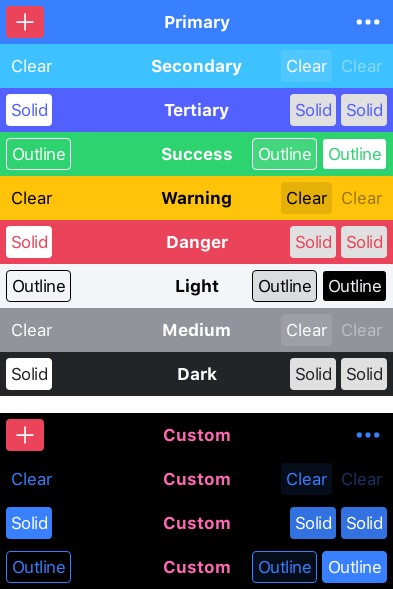 Primary
Clear Secondary Clear Clear
Solid Tertiary Solid Solid
Outline Success Outline Outline
Clear Warning Clear Clear
Solid Danger Solid Solid
Outline Light Outline Outline
Clear Medium Clear Clear
Solid Dark Solid Solid
Custom
Clear Custom Clear Clear
Solid Custom Solid Solid
Outline Custom Outline Outline